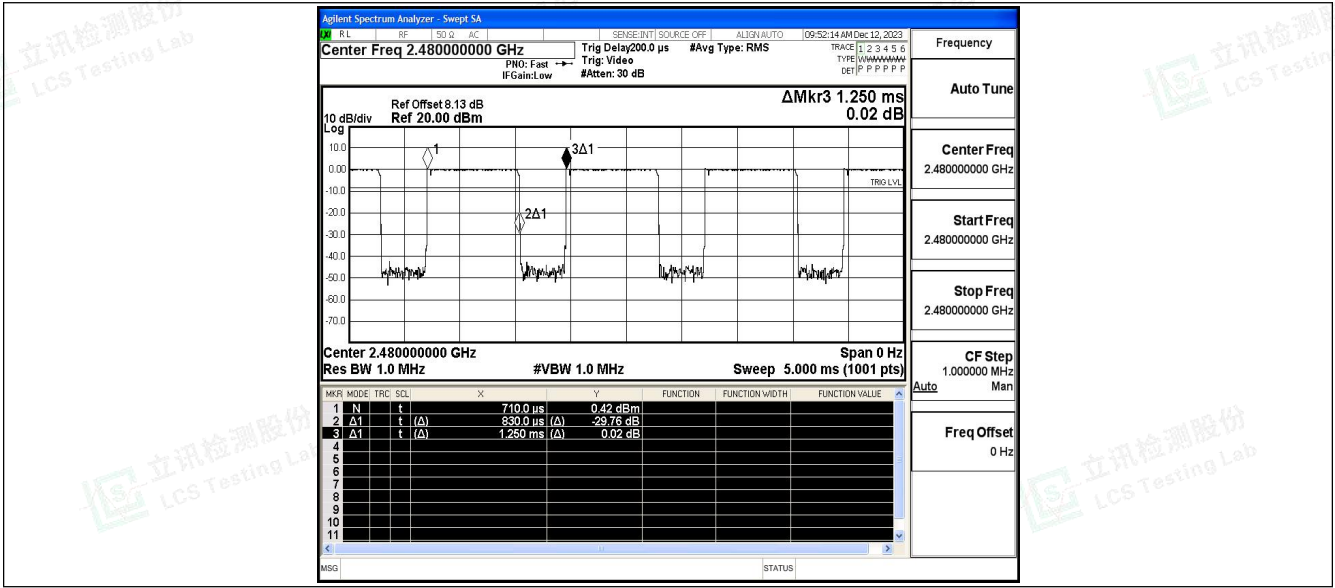 Agilent Spectrum Analyzer - Swept SA
RL RF 50 Ω AC SENSE:INT SOURCE OFF ALIGN AUTO 09:52:14 AM Dec 12, 2023
Center Freq 2.480000000 GHz
PNO: Fast
IFGain:Low
Trig Delay200.0 µs
Trig: Video
#Atten: 30 dB
#Avg Type: RMS
TRACE 1 2 3 4 5 6
TYPE WWWWWW
DET P P P P P P
ΔMkr3 1.250 ms
0.02 dB
Ref Offset 8.13 dB
10 dB/div Ref 20.00 dBm
Log
10.0
0.00
-10.0
-20.0
-30.0
-40.0
-50.0
-60.0
-70.0
1
3Δ1
2Δ1
TRIG LVL
Center 2.480000000 GHz Span 0 Hz
Res BW 1.0 MHz #VBW 1.0 MHz Sweep 5.000 ms (1001 pts)
MKR MODE TRC SCL X Y FUNCTION FUNCTION WIDTH FUNCTION VALUE
1 N t 710.0 µs 0.42 dBm
2 Δ1 t (Δ) 830.0 µs (Δ) -29.76 dB
3 Δ1 t (Δ) 1.250 ms (Δ) 0.02 dB
4
5
6
7
8
9
10
11
MSG STATUS
Frequency
Auto Tune
Center Freq
2.480000000 GHz
Start Freq
2.480000000 GHz
Stop Freq
2.480000000 GHz
CF Step
1.000000 MHz
Auto Man
Freq Offset
0 Hz
立讯检测股份
LCS Testing Lab
立讯检测股份
LCS Testing Lab
立讯检测股份
LCS Testing Lab